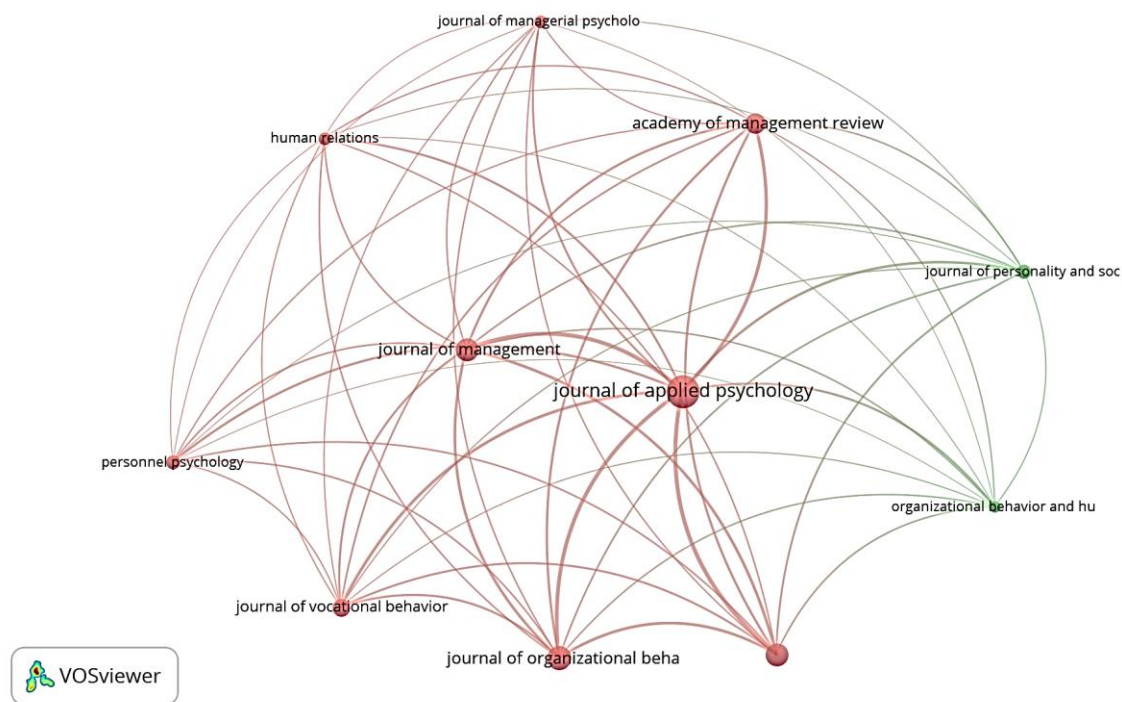 journal of managerial psycholo
academy of management review
human relations
journal of personality and soc
journal of management
journal of applied psychology
personnel psychology
organizational behavior and hu
journal of vocational behavior
journal of organizational beha
VOSviewer